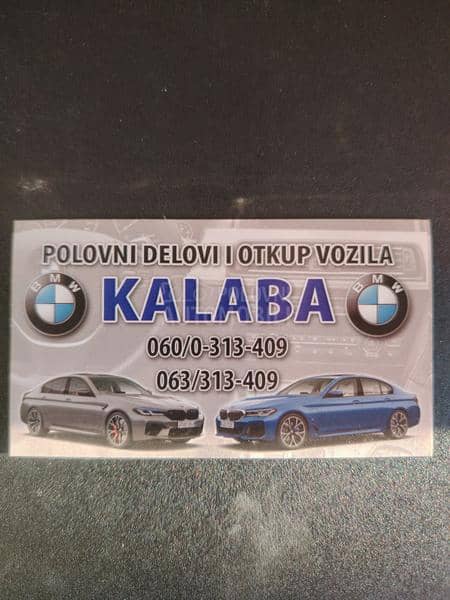 POLOVNI DELOVI I OTKUP VOZILA
BMW
KALABA
BMW
060/0-313-409
063/313-409